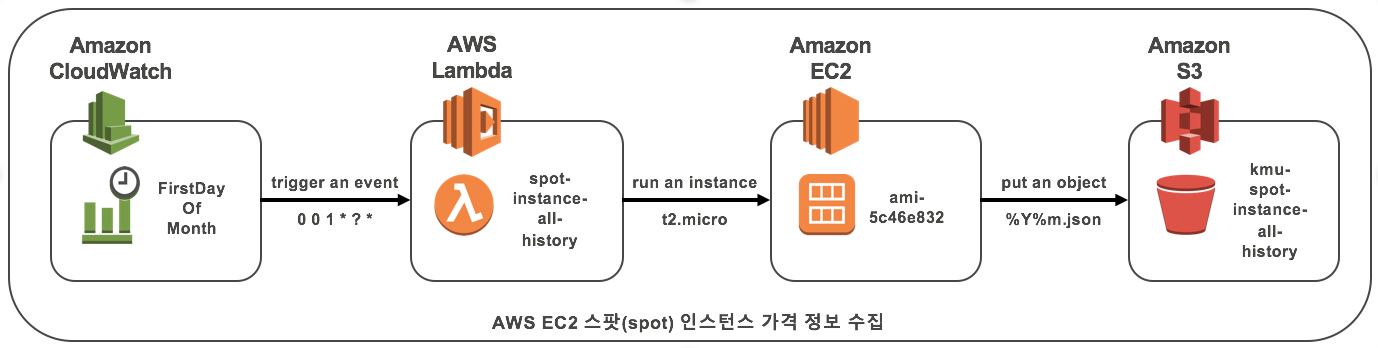 Amazon
CloudWatch
FirstDay
Of
Month
trigger an event
0 0 1 * ? *
AWS
Lambda
spot-
instance-
all-
history
run an instance
t2.micro
Amazon
EC2
ami-
5c46e832
put an object
%Y%m.json
Amazon
S3
kmu-
spot-
instance-
all-
history
AWS EC2 스팟(spot) 인스턴스 가격 정보 수집